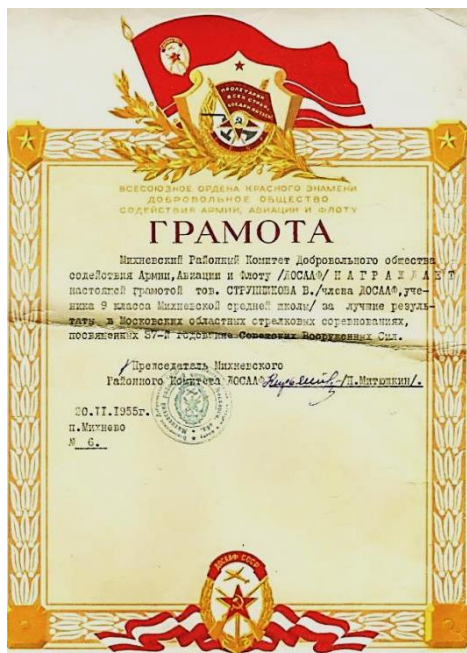 ПРОЛЕТАРИИ
ВСЕХ СТРАН,
СОЕДИНЯЙТЕСЬ!
ВСЕСОЮЗНОЕ ОРДЕНА КРАСНОГО ЗНАМЕНИ
ДОБРОВОЛЬНОЕ ОБЩЕСТВО
СОДЕЙСТВИЯ АРМИИ, АВИАЦИИ И ФЛОТУ
ГРАМОТА
Михневский Районный Комитет Добровольного общества
содействия Армии, Авиации и Флоту /ДОСААФ/ Н А Г Р А Ж Д А Е Т
настоящей грамотой тов. СТРУННИКОВА В./члена ДОСААФ, уче-
ника 9 класса Михневской средней школы/ за лучшие резуль-
таты в Московских областных стрелковых соревнованиях,
посвященных 37-й годовщине Советских Вооруженных Сил.
Председатель Михневского
Районного Комитета ДОСААФ /П.Митюшкин/.
20.II.1955г.
п.Михнево
№ 6.
ДОСААФ СССР